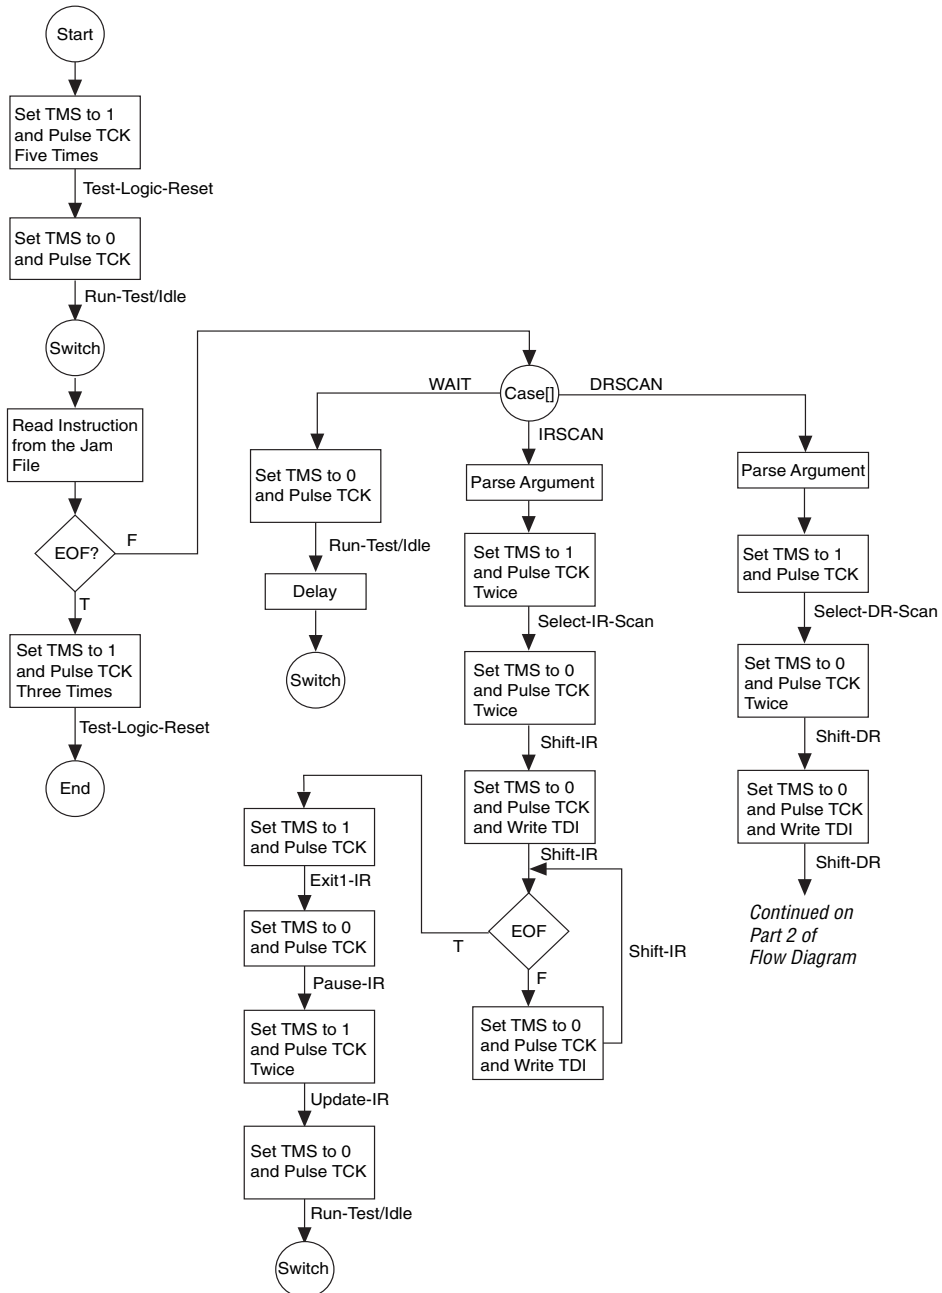 Start
Set TMS to 1
and Pulse TCK
Five Times
Test-Logic-Reset
Set TMS to 0
and Pulse TCK
Run-Test/Idle
Switch
Read Instruction
from the Jam
File
EOF?
F
T
Set TMS to 1
and Pulse TCK
Three Times
Test-Logic-Reset
End
Case[]
WAIT
Set TMS to 0
and Pulse TCK
Run-Test/Idle
Delay
Switch
IRSCAN
Parse Argument
Set TMS to 1
and Pulse TCK
Twice
Select-IR-Scan
Set TMS to 0
and Pulse TCK
Twice
Shift-IR
Set TMS to 0
and Pulse TCK
and Write TDI
Shift-IR
EOF
T
F
Set TMS to 0
and Pulse TCK
and Write TDI
Shift-IR
Set TMS to 1
and Pulse TCK
Exit1-IR
Set TMS to 0
and Pulse TCK
Pause-IR
Set TMS to 1
and Pulse TCK
Twice
Update-IR
Set TMS to 0
and Pulse TCK
Run-Test/Idle
Switch
DRSCAN
Parse Argument
Set TMS to 1
and Pulse TCK
Select-DR-Scan
Set TMS to 0
and Pulse TCK
Twice
Shift-DR
Set TMS to 0
and Pulse TCK
and Write TDI
Shift-DR
Continued on
Part 2 of
Flow Diagram